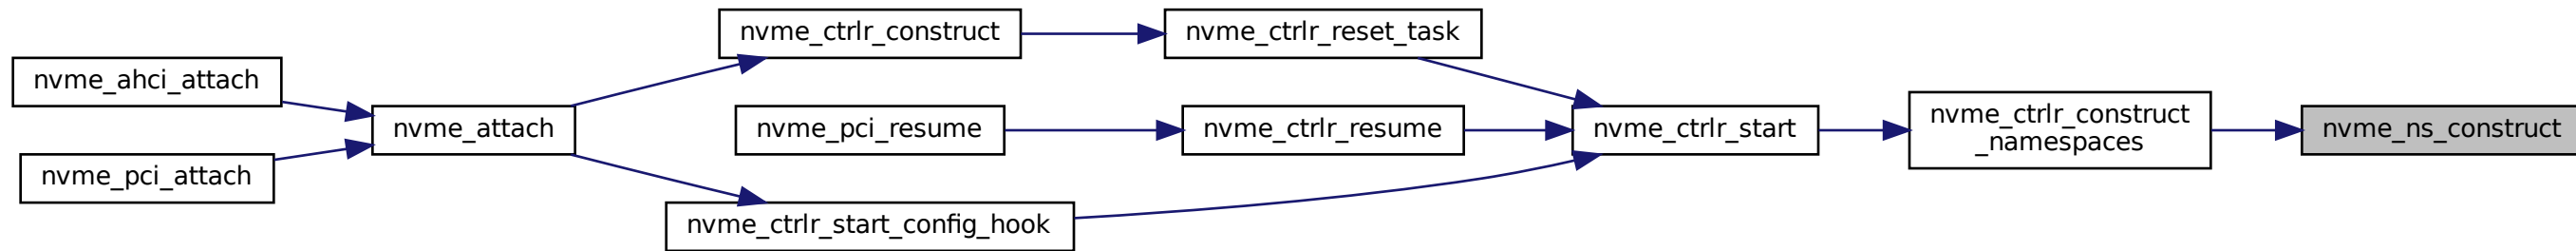 nvme_ahci_attach
nvme_pci_attach
nvme_attach
nvme_ctrlr_construct
nvme_pci_resume
nvme_ctrlr_start_config_hook
nvme_ctrlr_reset_task
nvme_ctrlr_resume
nvme_ctrlr_start
nvme_ctrlr_construct
_namespaces
nvme_ns_construct